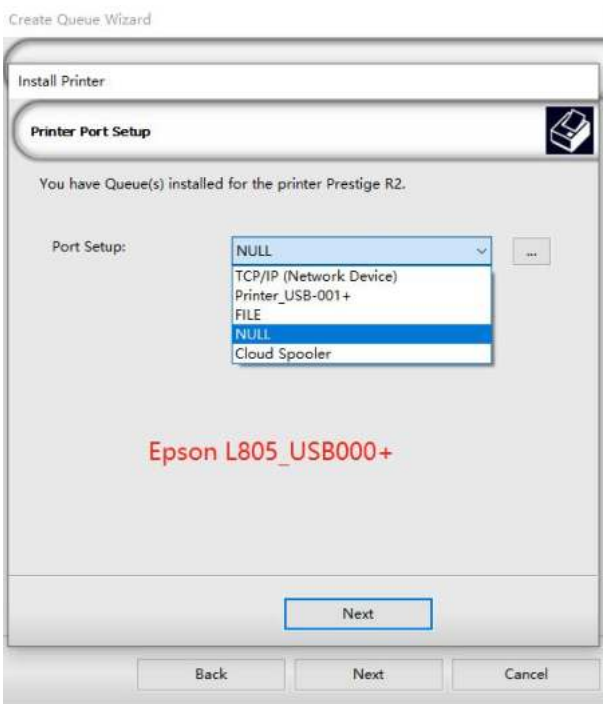 Create Queue Wizard
Install Printer
Printer Port Setup
You have Queue(s) installed for the printer Prestige R2.
Port Setup:
NULL
...
TCP/IP (Network Device)
Printer_USB-001+
FILE
NULL
Cloud Spooler
Epson L805_USB000+
Next
Back
Next
Cancel